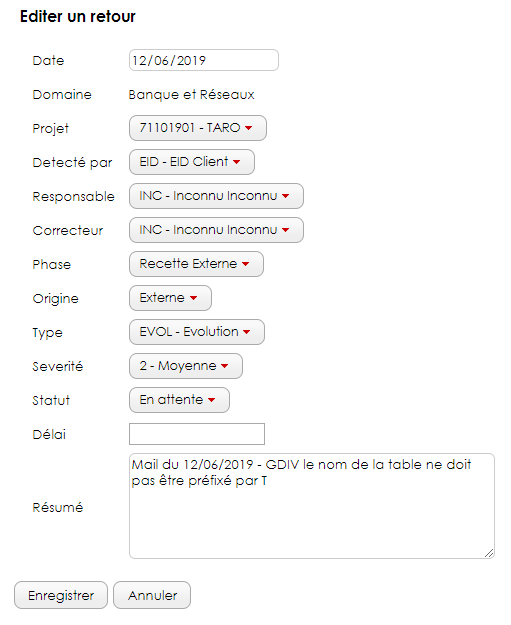 Editer un retour
Date 12/06/2019
Domaine Banque et Réseaux
Projet 71101901 - TARO
Detecté par EID - EID Client
Responsable INC - Inconnu Inconnu
Correcteur INC - Inconnu Inconnu
Phase Recette Externe
Origine Externe
Type EVOL - Evolution
Severité 2 - Moyenne
Statut En attente
Délai
Résumé Mail du 12/06/2019 - GDIV le nom de la table ne doit
pas être préfixé par T
Enregistrer Annuler